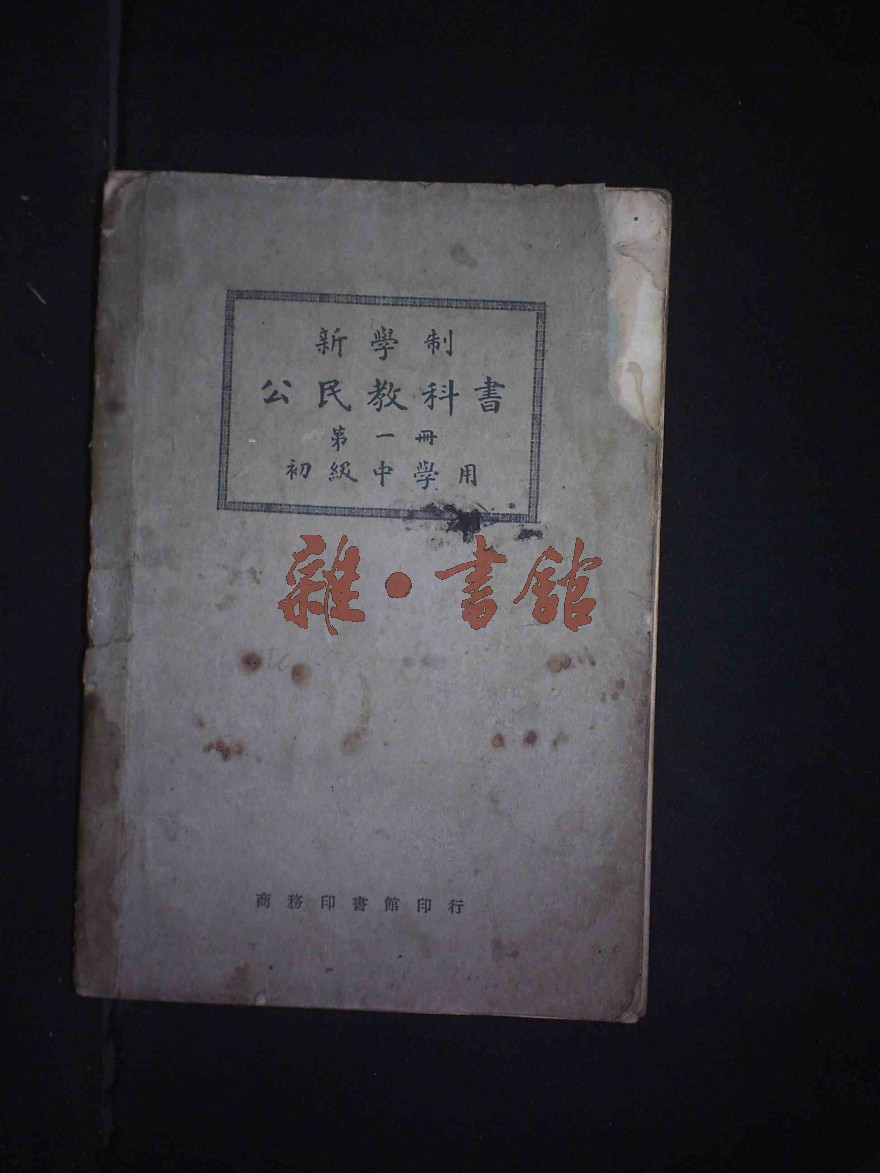 新學制
公民教科書
第一冊
初級中學用
雜·書館
商務印書館印行